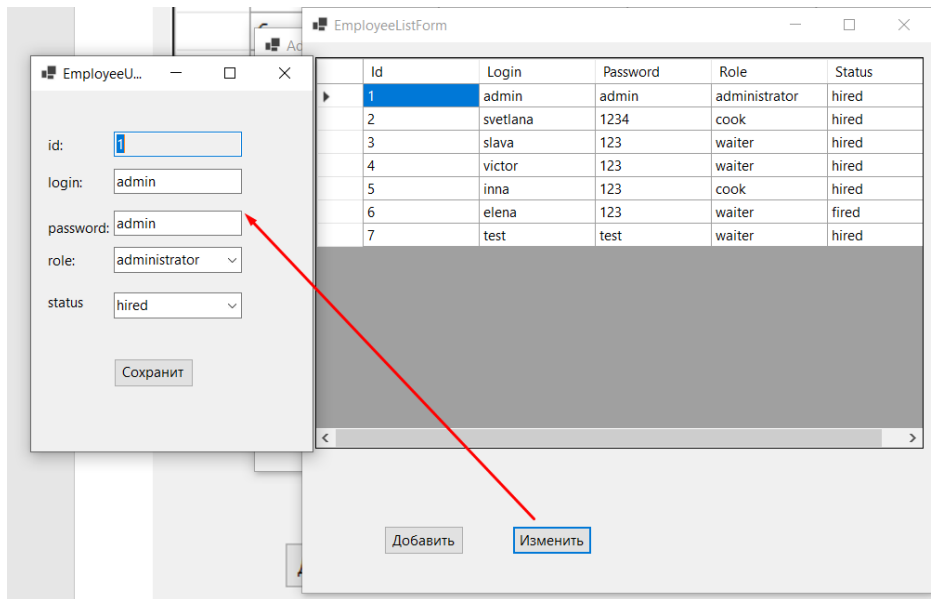 EmployeeListForm
Id Login Password Role Status
1 admin admin administrator hired
2 svetlana 1234 cook hired
3 slava 123 waiter hired
4 victor 123 waiter hired
5 inna 123 cook hired
6 elena 123 waiter fired
7 test test waiter hired
Добавить Изменить
EmployeeU...
id: 1
login: admin
password: admin
role: administrator
status hired
Сохранит